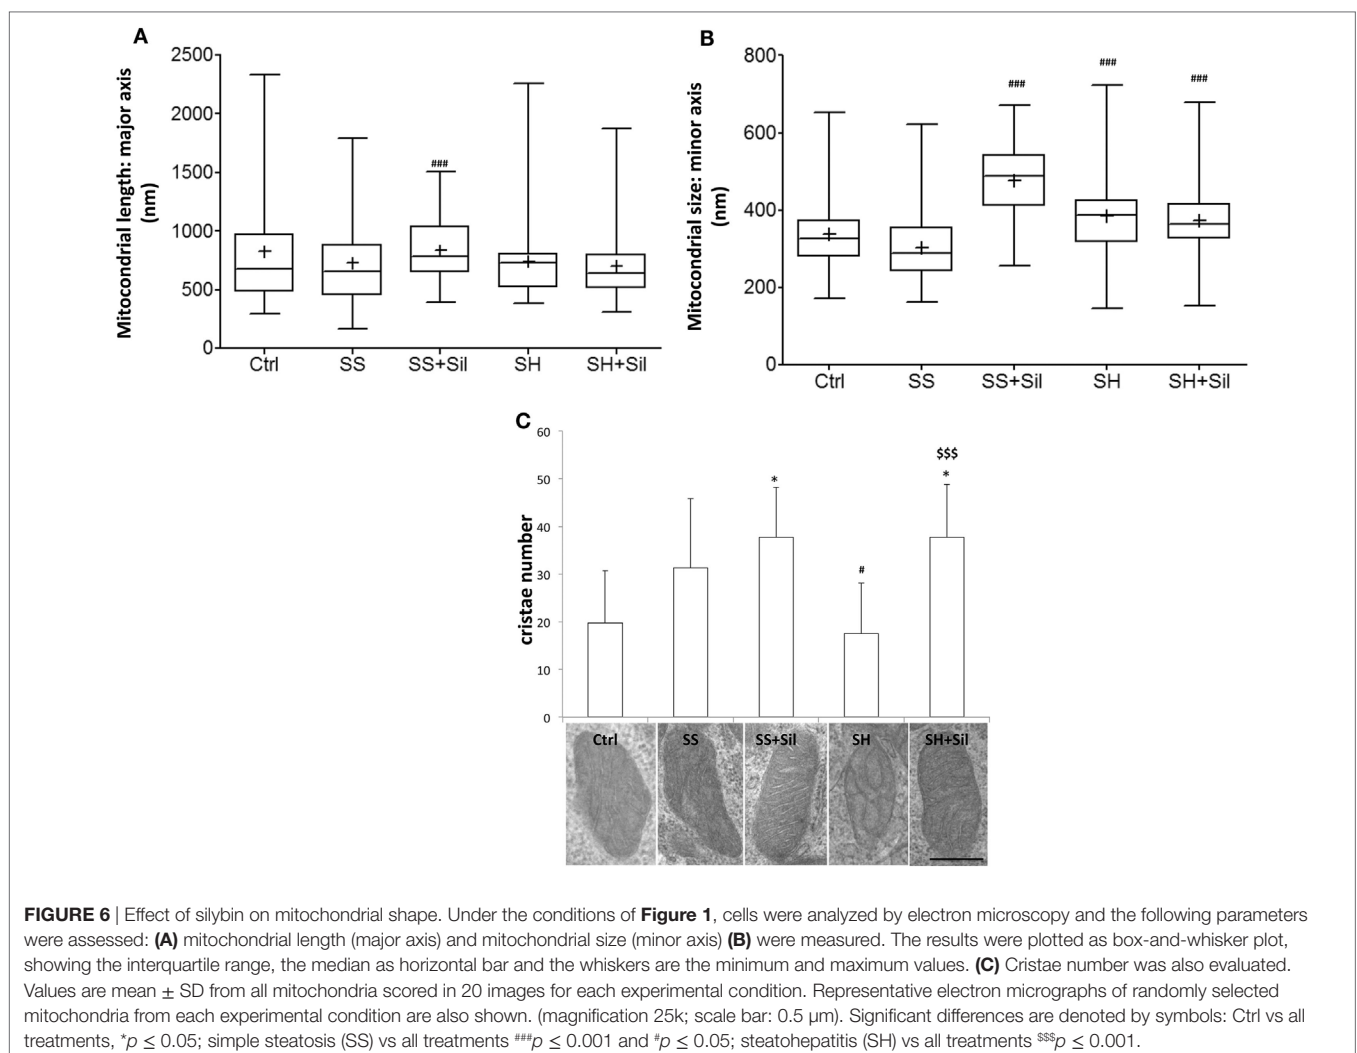 A
Mitocondrial length: major axis
(nm)
2500
2000
1500
1000
500
0
###
Ctrl SS SS+Sil SH SH+Sil
B
Mitocondrial size: minor axis
(nm)
800
600
400
200
0
### ### ###
Ctrl SS SS+Sil SH SH+Sil
C
cristae number
60
50
40
30
20
10
0
* # $$$ *
Ctrl SS SS+Sil SH SH+Sil
FIGURE 6 | Effect of silybin on mitochondrial shape. Under the conditions of Figure 1, cells were analyzed by electron microscopy and the following parameters
were assessed: (A) mitochondrial length (major axis) and mitochondrial size (minor axis) (B) were measured. The results were plotted as box-and-whisker plot,
showing the interquartile range, the median as horizontal bar and the whiskers are the minimum and maximum values. (C) Cristae number was also evaluated.
Values are mean ± SD from all mitochondria scored in 20 images for each experimental condition. Representative electron micrographs of randomly selected
mitochondria from each experimental condition are also shown. (magnification 25k; scale bar: 0.5 µm). Significant differences are denoted by symbols: Ctrl vs all
treatments, *p ≤ 0.05; simple steatosis (SS) vs all treatments ###p ≤ 0.001 and #p ≤ 0.05; steatohepatitis (SH) vs all treatments $$$p ≤ 0.001.